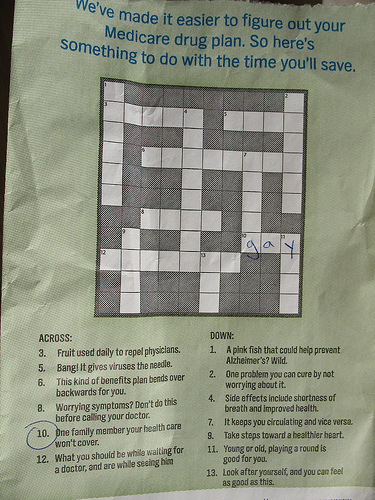 We've made it easier to figure out your
Medicare drug plan. So here's
something to do with the time you'll save.
1
2
3
4
5
6
7
8
9
10
g a y
11
12
13
ACROSS:
3. Fruit used daily to repel physicians.
5. Bang! It gives viruses the needle.
6. This kind of benefits plan bends over
backwards for you.
8. Worrying symptoms? Don't do this
before calling your doctor.
10. One family member your health care
won't cover.
12. What you should be while waiting for
a doctor, and are while seeing him
DOWN:
1. A pink fish that could help prevent
Alzheimer's? Wild.
2. One problem you can cure by not
worrying about it.
4. Side effects include shortness of
breath and improved health.
7. It keeps you circulating and vice versa.
9. Take steps toward a healthier heart.
11. Young or old, playing a round is
good for you.
13. Look after yourself, and you can feel
as good as this.